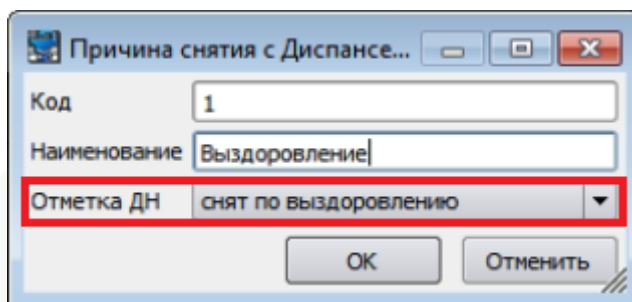 Причина снятия с Диспансе...
Код 1
Наименование Выздоровление
Отметка ДН снят по выздоровлению
ОК Отменить